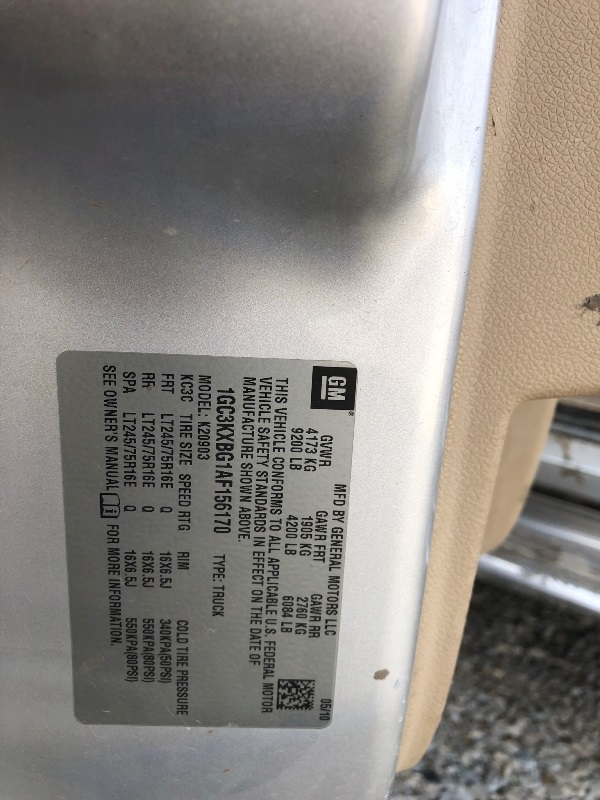 GM®
MFD BY GENERAL MOTORS LLC 05/10
GVWR GAWR FRT GAWR RR
4173 KG 1905 KG 2760 KG
9200 LB 4200 LB 6084 LB
THIS VEHICLE CONFORMS TO ALL APPLICABLE U.S. FEDERAL MOTOR
VEHICLE SAFETY STANDARDS IN EFFECT ON THE DATE OF
MANUFACTURE SHOWN ABOVE.
1GC3KXBG1AF156170 TYPE: TRUCK
MODEL: K20903
KC3C TIRE SIZE SPEED RTG RIM COLD TIRE PRESSURE
FRT LT245/75R16E Q 16X6.5J 340KPA(50PSI)
RR LT245/75R16E Q 16X6.5J 550KPA(80PSI)
SPA LT245/75R16E Q 16X6.5J 550KPA(80PSI)
SEE OWNER'S MANUAL i FOR MORE INFORMATION.